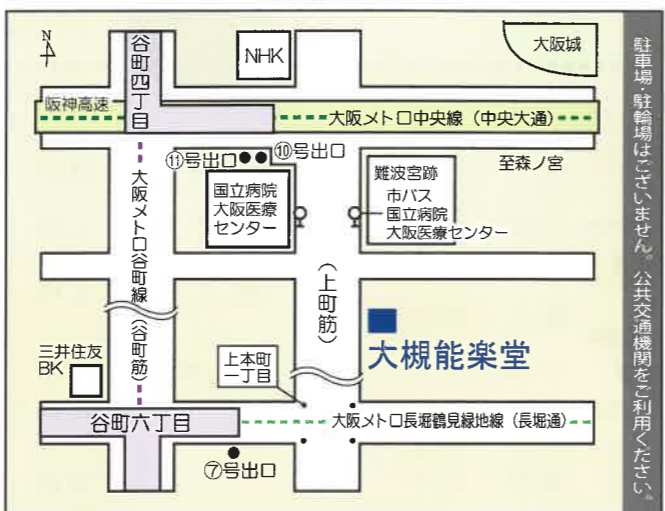 N
谷町四丁目
NHK
大阪城
阪神高速
大阪メトロ中央線（中央大通）
⑪号出口
⑩号出口
至森ノ宮
国立病院
大阪医療
センター
難波宮跡
市バス
国立病院
大阪医療センター
大阪メトロ谷町線（谷町筋）
（上町筋）
大槻能楽堂
三井住友
BK
上本町
一丁目
谷町六丁目
大阪メトロ長堀鶴見緑地線（長堀通）
⑦号出口
駐車場・駐輪場はございません。公共交通機関をご利用ください。